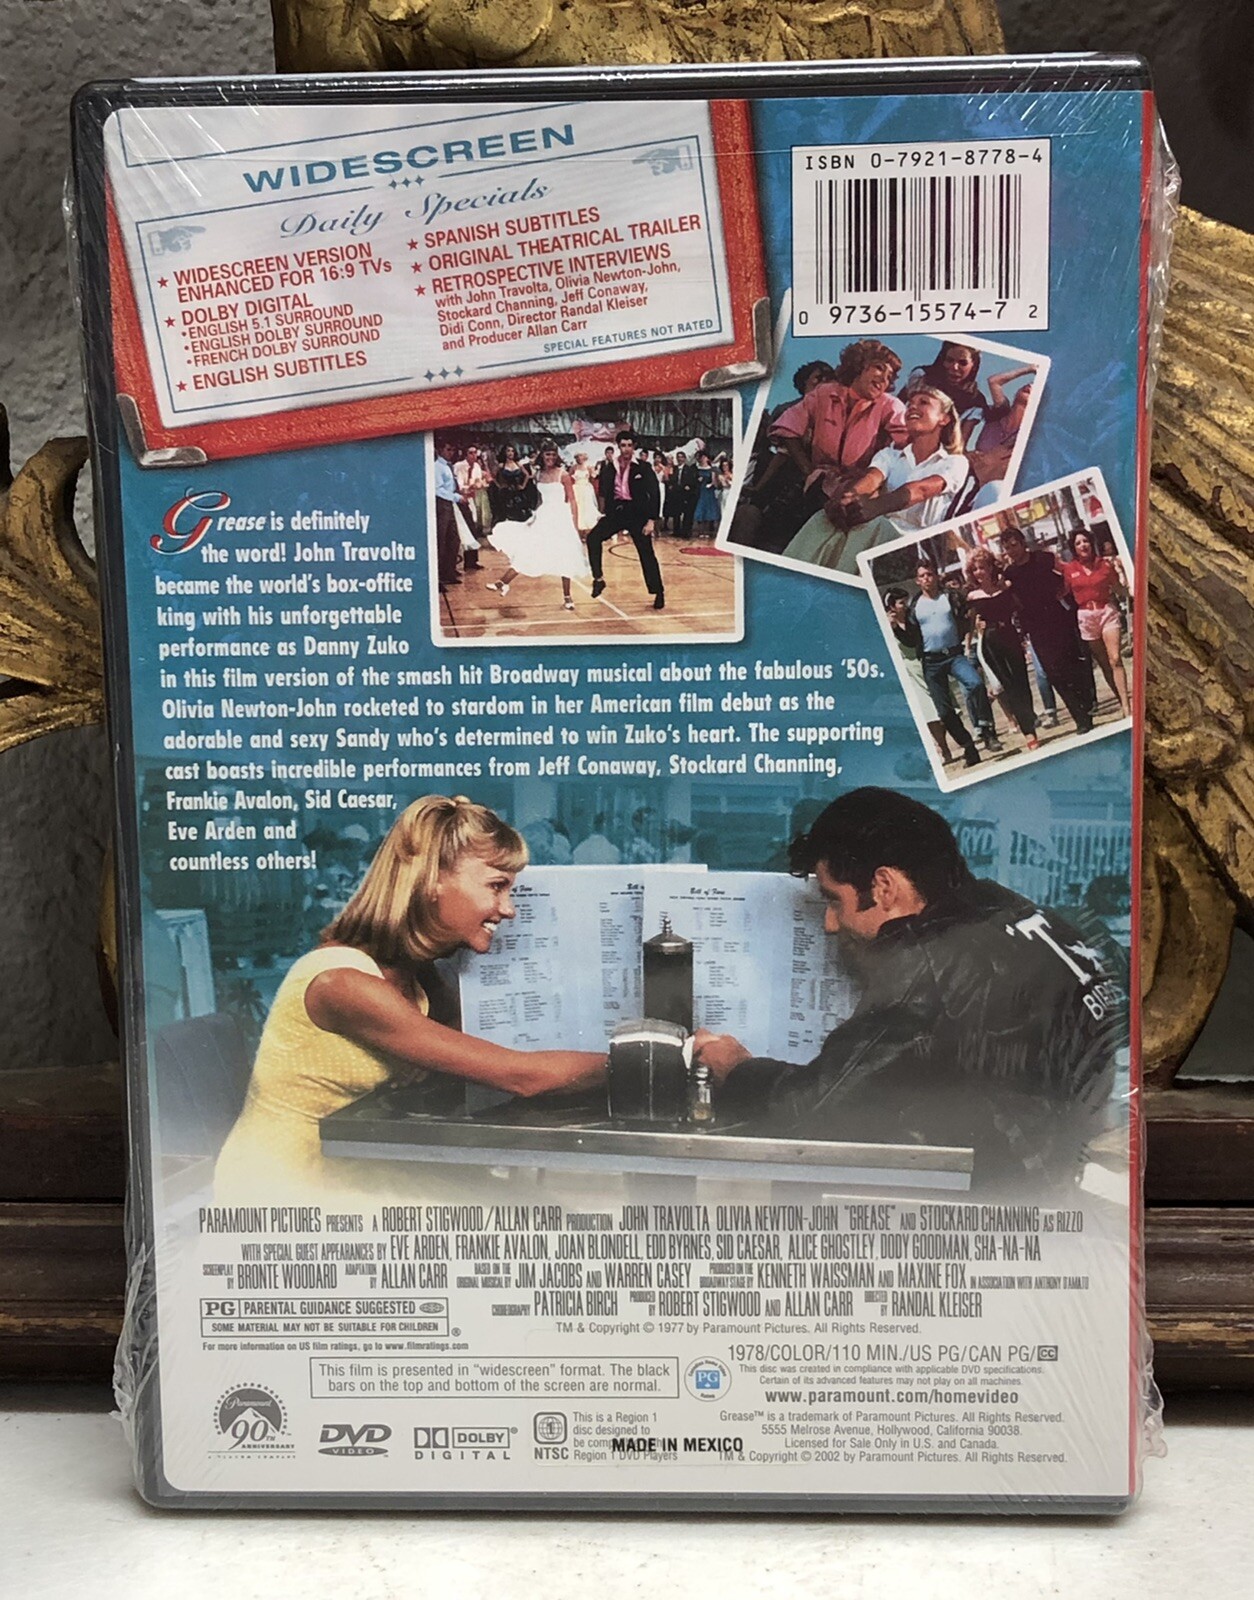 WIDESCREEN
Daily Specials
★ WIDESCREEN VERSION
ENHANCED FOR 16:9 TVs
★ DOLBY DIGITAL
•ENGLISH 5.1 SURROUND
•ENGLISH DOLBY SURROUND
•FRENCH DOLBY SURROUND
★ ENGLISH SUBTITLES
★ SPANISH SUBTITLES
★ ORIGINAL THEATRICAL TRAILER
★ RETROSPECTIVE INTERVIEWS
with John Travolta, Olivia Newton-John,
Stockard Channing, Jeff Conaway,
Didi Conn, Director Randal Kleiser
and Producer Allan Carr
SPECIAL FEATURES NOT RATED
ISBN 0-7921-8778-4
0 9736-15574-7 2
Grease is definitely
the word! John Travolta
became the world's box-office
king with his unforgettable
performance as Danny Zuko
in this film version of the smash hit Broadway musical about the fabulous '50s.
Olivia Newton-John rocketed to stardom in her American film debut as the
adorable and sexy Sandy who's determined to win Zuko's heart. The supporting
cast boasts incredible performances from Jeff Conaway, Stockard Channing,
Frankie Avalon, Sid Caesar,
Eve Arden and
countless others!
Bill of Fare
T
BIRDS
PARAMOUNT PICTURES PRESENTS A ROBERT STIGWOOD/ALLAN CARR PRODUCTION JOHN TRAVOLTA OLIVIA NEWTON-JOHN "GREASE" AND STOCKARD CHANNING AS RIZZO
WITH SPECIAL GUEST APPEARANCES BY EVE ARDEN, FRANKIE AVALON, JOAN BLONDELL, EDD BYRNES, SID CAESAR, ALICE GHOSTLEY, DODY GOODMAN, SHA-NA-NA
SCREENPLAY BY BRONTE WOODARD ADAPTATION BY ALLAN CARR BASED ON THE ORIGINAL MUSICAL BY JIM JACOBS AND WARREN CASEY PRODUCED ON THE BROADWAY STAGE BY KENNETH WAISSMAN AND MAXINE FOX IN ASSOCIATION WITH ANTHONY D'AMATO
CHOREOGRAPHY PATRICIA BIRCH PRODUCED BY ROBERT STIGWOOD AND ALLAN CARR DIRECTED BY RANDAL KLEISER
TM & Copyright © 1977 by Paramount Pictures. All Rights Reserved.
PG PARENTAL GUIDANCE SUGGESTED
SOME MATERIAL MAY NOT BE SUITABLE FOR CHILDREN ®
For more information on US film ratings, go to www.filmratings.com
This film is presented in "widescreen" format. The black
bars on the top and bottom of the screen are normal.
PG
1978/COLOR/110 MIN./US PG/CAN PG/CC
This disc was created in compliance with applicable DVD specifications.
Certain of its advanced features may not play on all machines.
www.paramount.com/homevideo
Paramount
90TH
ANNIVERSARY
DVD
VIDEO
DOLBY
DIGITAL
1
NTSC
This is a Region 1
disc designed to
be
Region 1 DVD Players
MADE IN MEXICO
Grease™ is a trademark of Paramount Pictures. All Rights Reserved.
5555 Melrose Avenue, Hollywood, California 90038.
Licensed for Sale Only in U.S. and Canada.
TM & Copyright © 2002 by Paramount Pictures. All Rights Reserved.